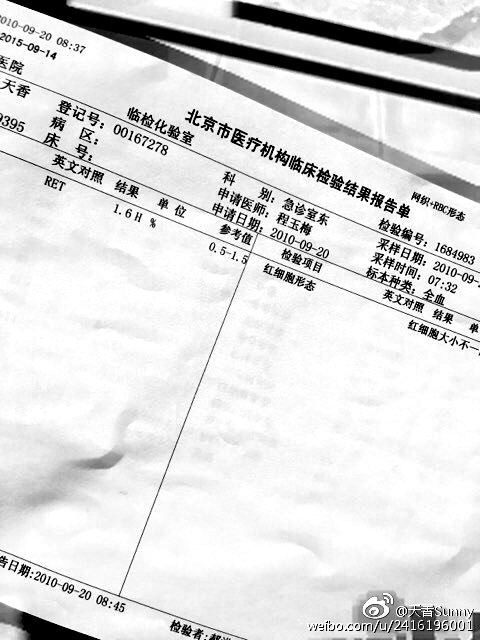 2010-09-20 08:37
2015-09-14
医院
北京市医疗机构临床检验结果报告单
临检化验室
网织+RBC形态
天香 登记号: 00167278 科 别: 急诊室东 检验编号: 1684983
9395 病 区: 申请医师: 程玉梅 采样日期: 2010-09-
床 号: 申请日期: 2010-09-20 采样时间: 07:32
标本种类: 全血
英文对照 结果 单位 参考值 检验项目 英文对照 结果 单
RET 1.6 H % 0.5-1.5 红细胞形态 红细胞大小不一
告日期:2010-09-20 08:45 检验者:
@天香Sunny
weibo.com/u/2416196001